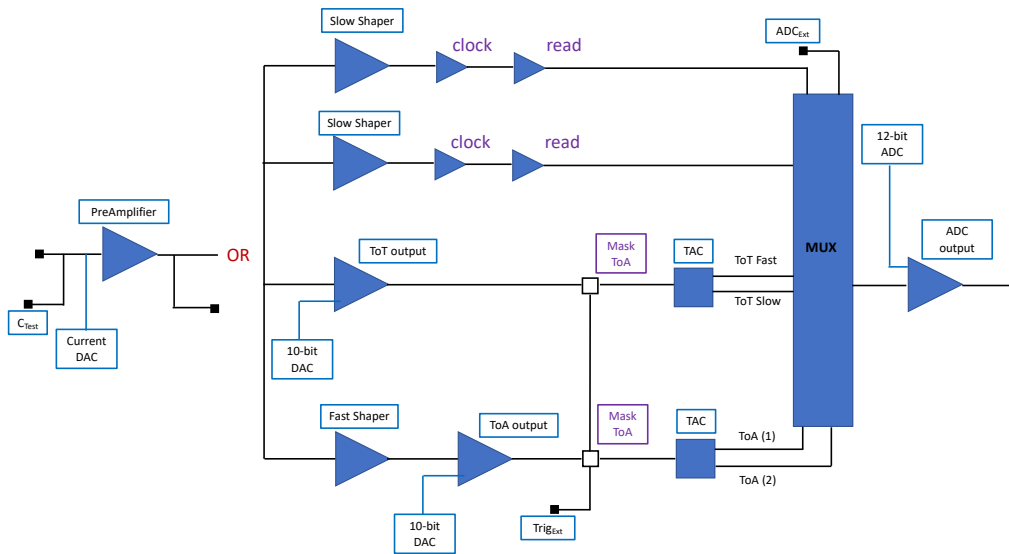 Slow Shaper
clock
read
ADCExt
Slow Shaper
clock
read
12-bit
ADC
PreAmplifier
OR
ToT output
Mask
ToA
TAC
ToT Fast
ToT Slow
MUX
ADC
output
CTest
Current
DAC
10-bit
DAC
Fast Shaper
ToA output
Mask
ToA
TAC
ToA (1)
ToA (2)
10-bit
DAC
TrigExt